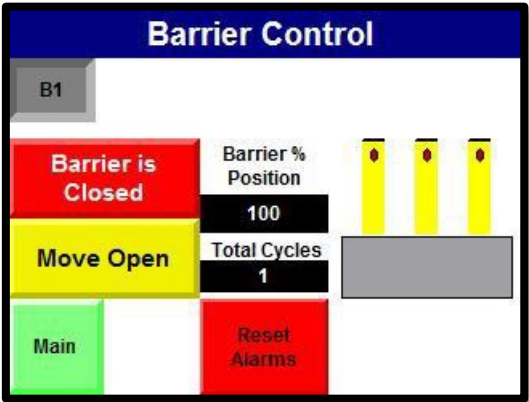 Barrier Control
B1
Barrier is
Closed
Barrier %
Position
100
Move Open
Total Cycles
1
Main
Reset
Alarms